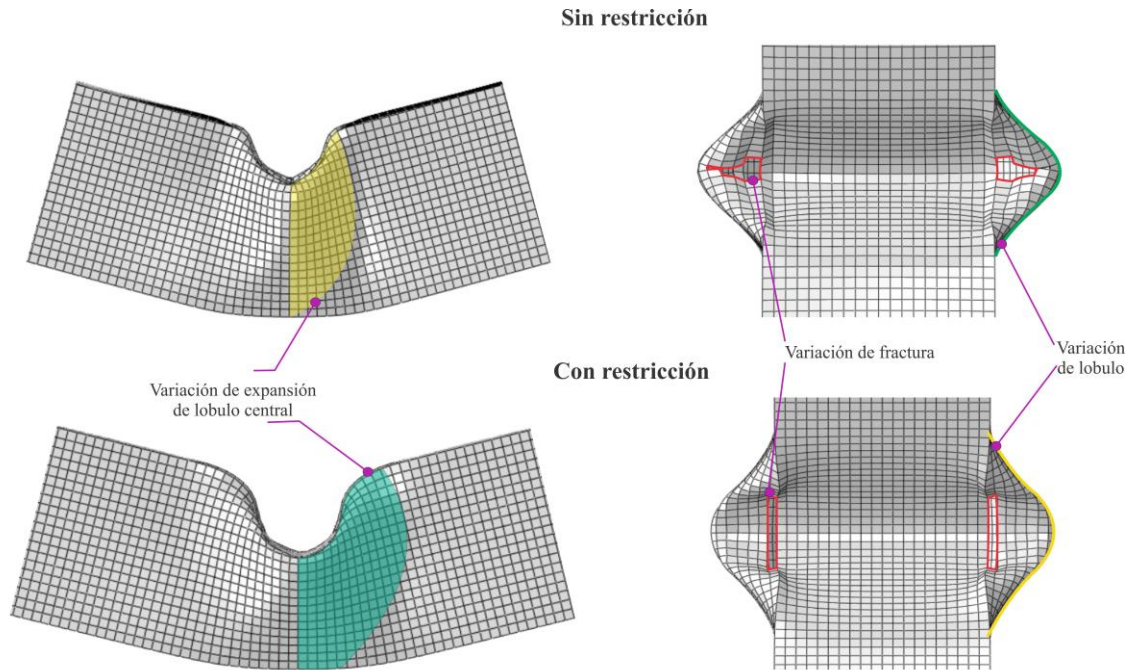 Sin restricción
Variación de fractura
Variación
de lobulo
Variación de expansión
de lobulo central
Con restricción